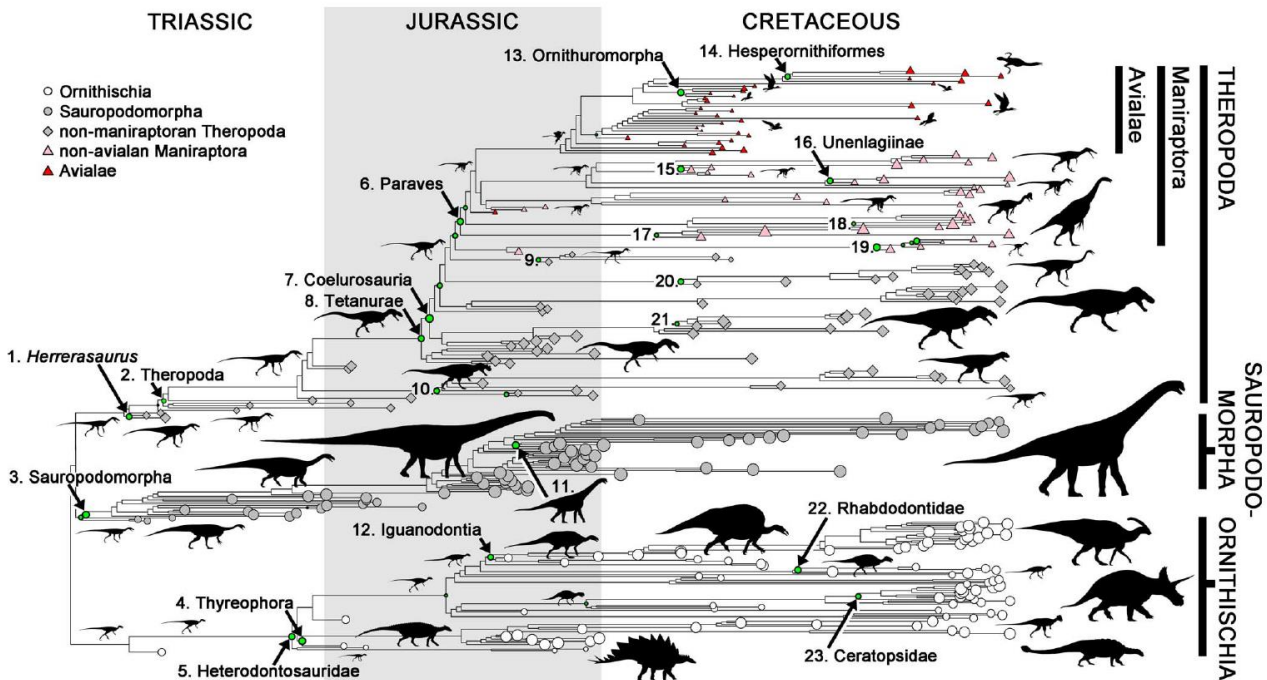 TRIASSIC
JURASSIC
CRETACEOUS
13. Ornithuromorpha
14. Hesperornithiformes
Ornithischia
Sauropodomorpha
non-maniraptoran Theropoda
non-avialan Maniraptora
Avialae
Avialae
Maniraptora
THEROPODA
15.
16. Unenlagiinae
6. Paraves
17.
18.
19.
9.
7. Coelurosauria
8. Tetanurae
20.
21.
1. Herrerasaurus
2. Theropoda
10.
SAUROPODO-
MORPHA
3. Sauropodomorpha
11.
12. Iguanodontia
22. Rhabdodontidae
ORNITHISCHIA
4. Thyreophora
5. Heterodontosauridae
23. Ceratopsidae